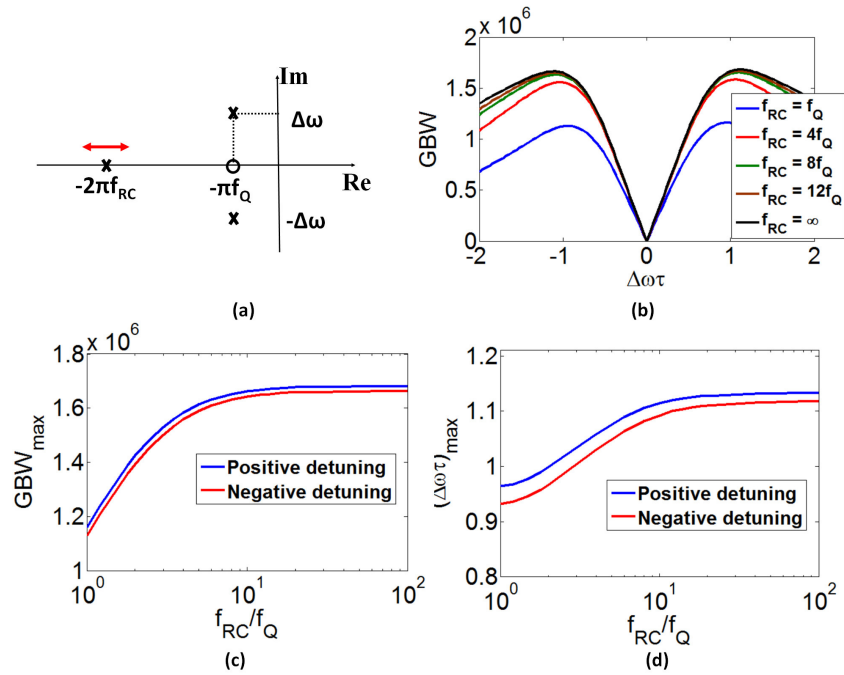 Im
Δω
-2πf_RC
-πf_Q
Re
-Δω
(a)
x 10^6
2
1.5
1
0.5
0
GBW
-2 -1 0 1 2
Δωτ
f_RC = f_Q
f_RC = 4f_Q
f_RC = 8f_Q
f_RC = 12f_Q
f_RC = ∞
(b)
x 10^6
1.8
1.6
1.4
1.2
1
GBW_max
Positive detuning
Negative detuning
10^0 10^1 10^2
f_RC/f_Q
(c)
1.2
1.1
1
0.9
0.8
(Δωτ)_max
Positive detuning
Negative detuning
10^0 10^1 10^2
f_RC/f_Q
(d)